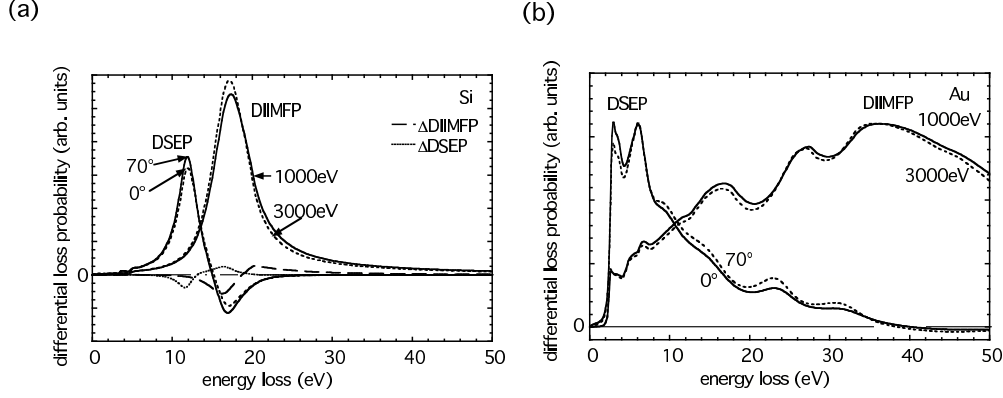 (a)
(b)
differential loss probability (arb. units)
Si
DIIMFP
DSEP
ΔDIIMFP
ΔDSEP
70°
0°
1000eV
3000eV
0
0 10 20 30 40 50
energy loss (eV)
differential loss probability (arb. units)
DSEP
DIIMFP
Au
1000eV
3000eV
70°
0°
0
0 10 20 30 40 50
energy loss (eV)